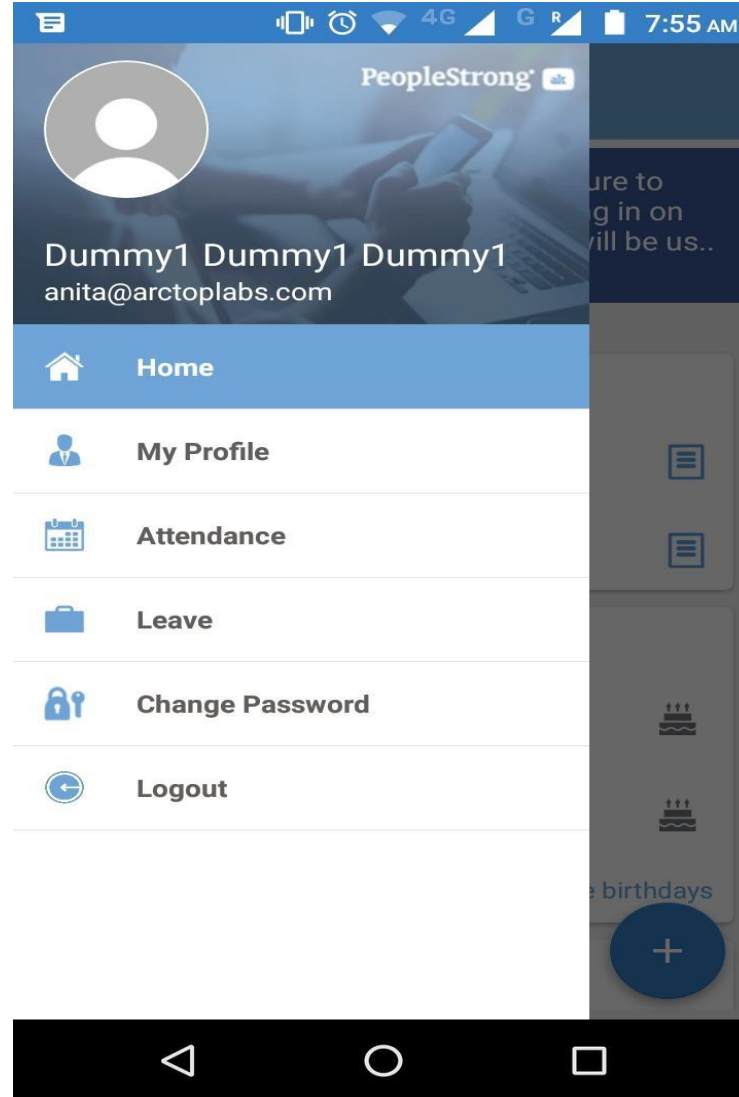 4G G R 7:55 AM
PeopleStrong alt
Dummy1 Dummy1 Dummy1
anita@arctoplabs.com
ure to
g in on
ill be us..
Home
My Profile
Attendance
Leave
Change Password
Logout
birthdays